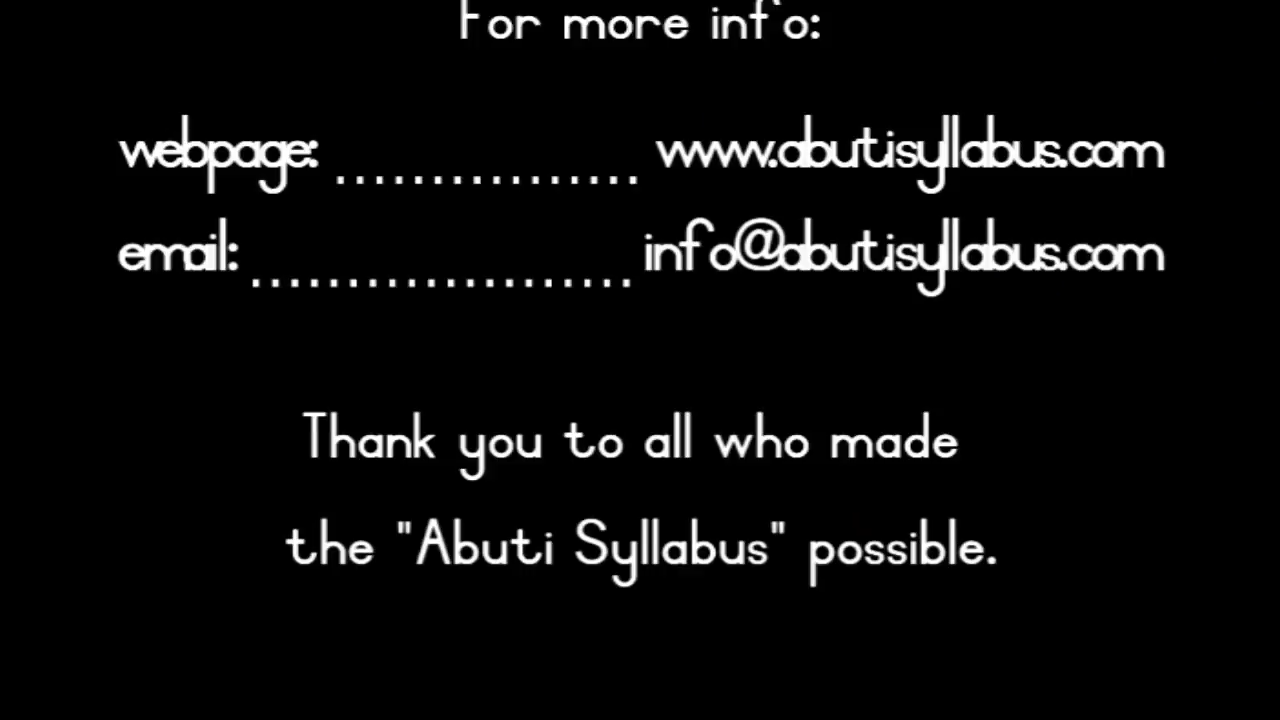 For more info:
webpage: ................ www.abutisyllabus.com
email: .................... info@abutisyllabus.com
Thank you to all who made
the "Abuti Syllabus" possible.